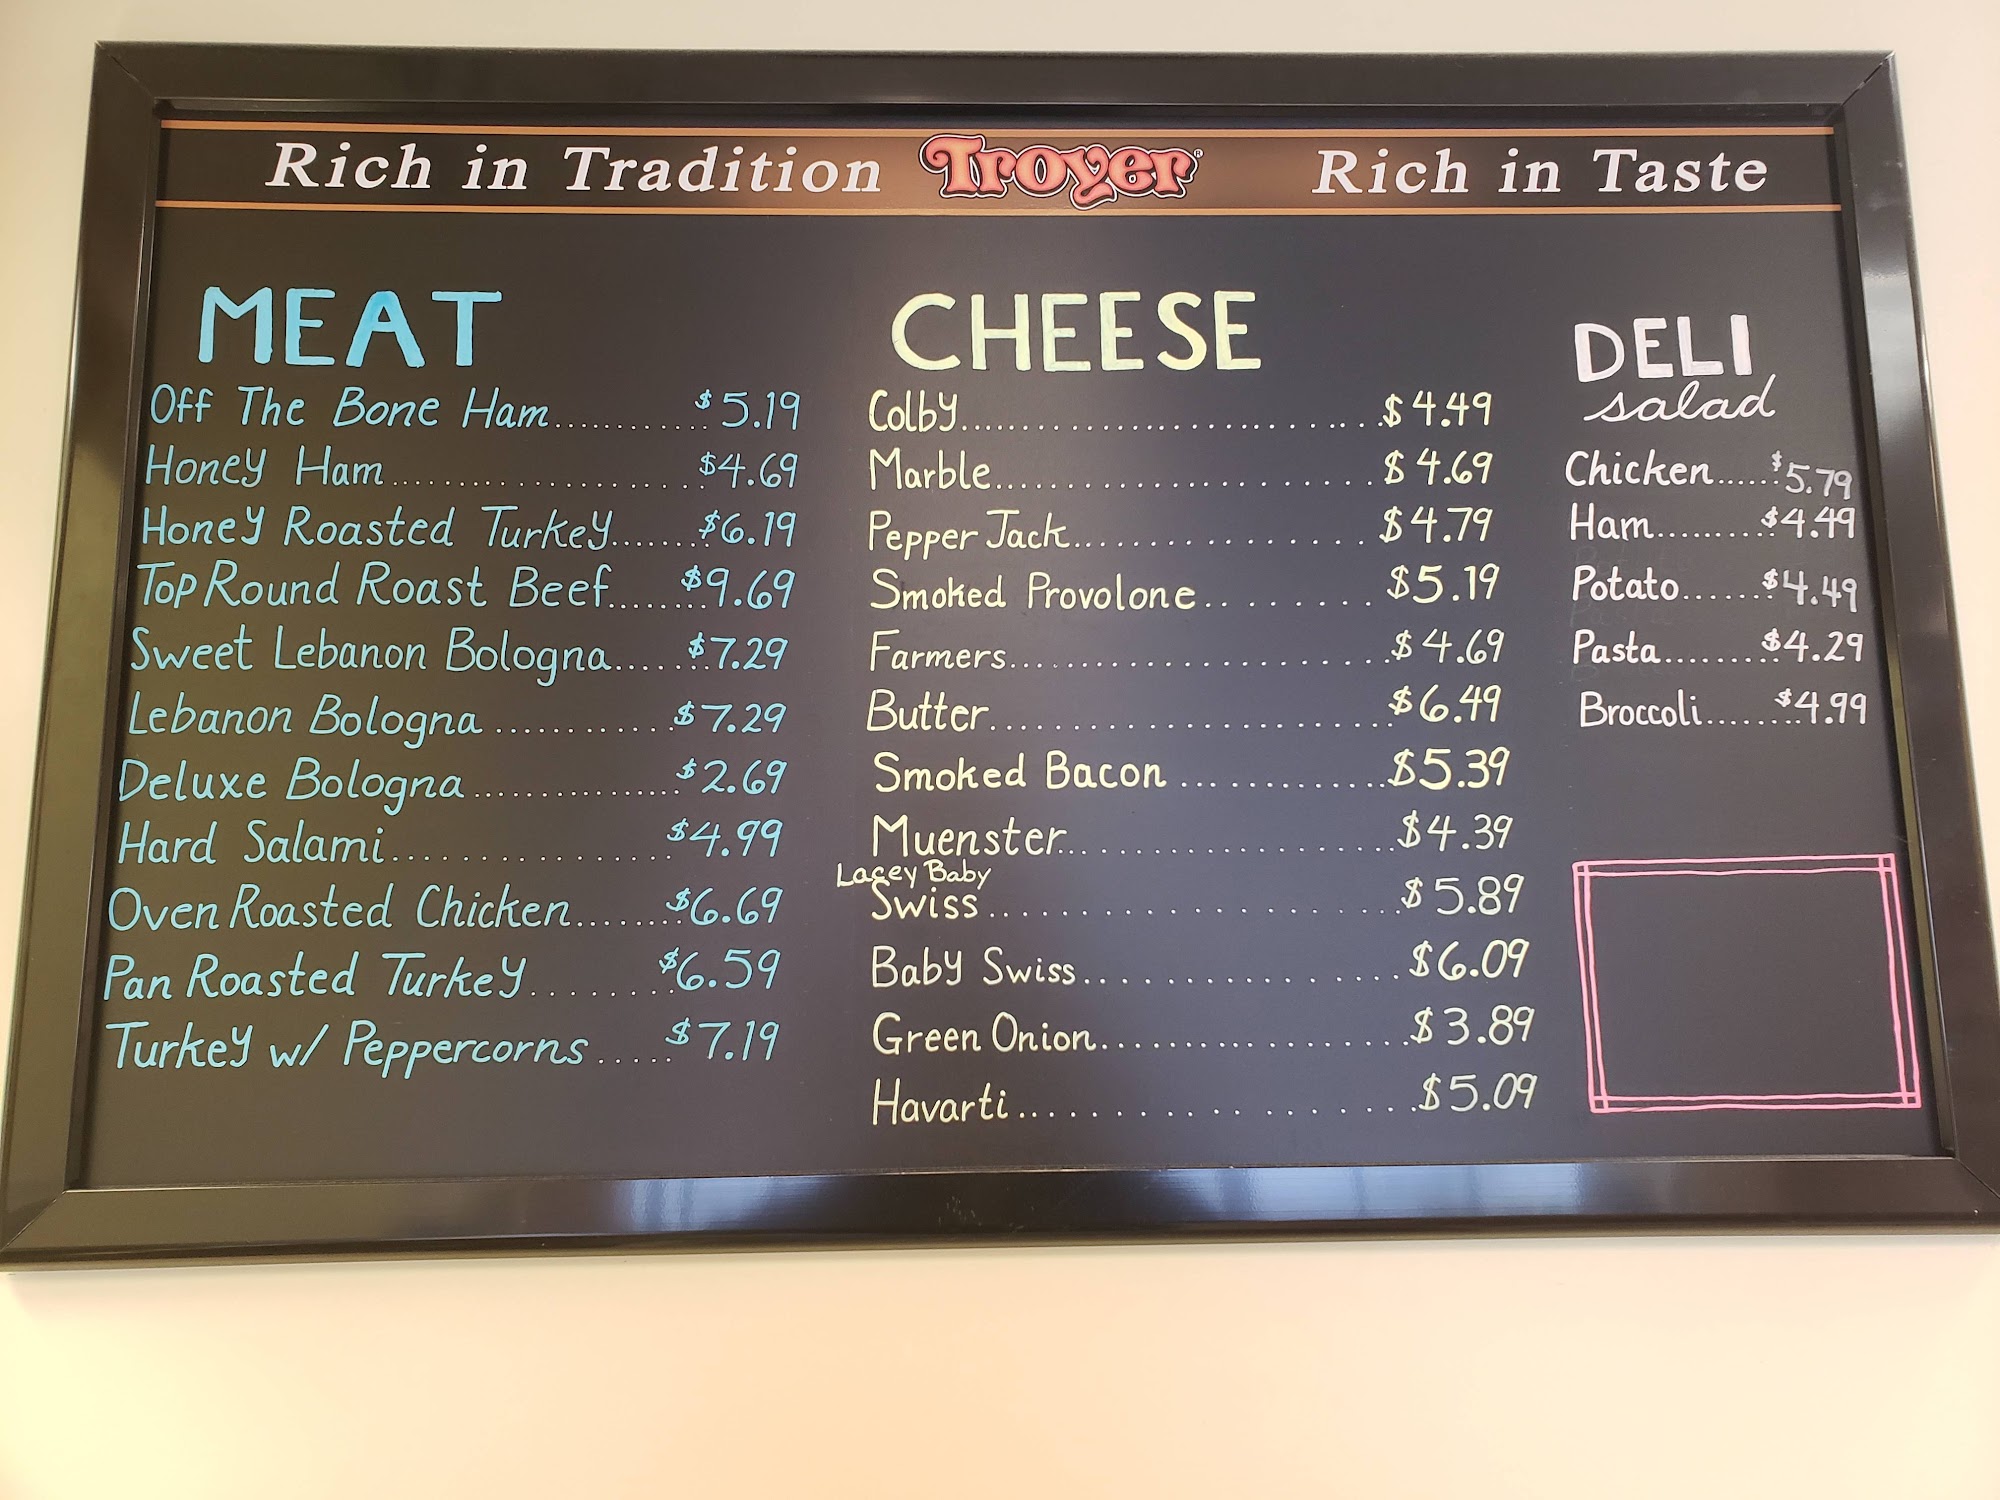 Rich in Tradition Troyer® Rich in Taste
MEAT
Off The Bone Ham............$5.19
Honey Ham....................$4.69
Honey Roasted Turkey.......$6.19
Top Round Roast Beef........$9.69
Sweet Lebanon Bologna.......$7.29
Lebanon Bologna............$7.29
Deluxe Bologna...............$2.69
Hard Salami.................$4.99
Oven Roasted Chicken.......$6.69
Pan Roasted Turkey........$6.59
Turkey w/ Peppercorns.....$7.19
CHEESE
Colby.........................$4.49
Marble......................$4.69
Pepper Jack.................$4.79
Smoked Provolone........$5.19
Farmers.....................$4.69
Butter......................$6.49
Smoked Bacon............$5.39
Muenster...................$4.39
Lacey Baby
Swiss....................$5.89
Baby Swiss.................$6.09
Green Onion.................$3.89
Havarti..................$5.09
DELI
salad
Chicken......$5.79
Ham..........$4.49
Potato.......$4.49
Pasta.........$4.29
Broccoli........$4.99